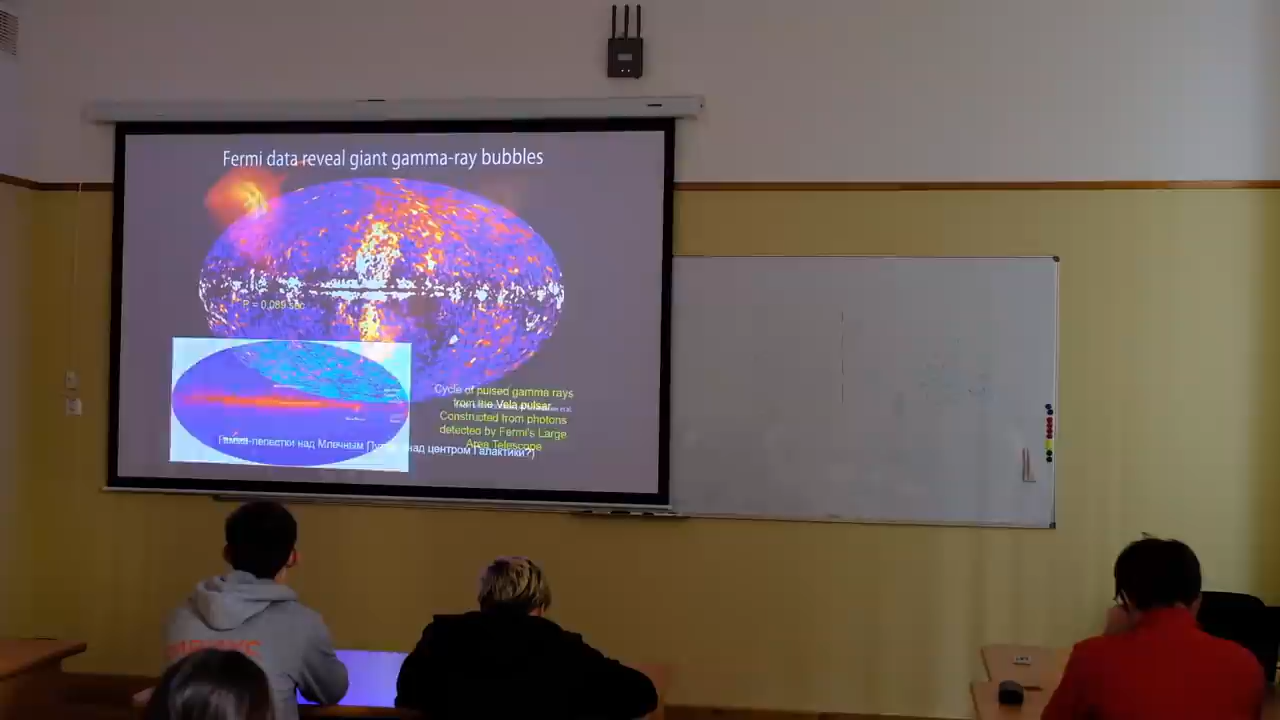 Fermi data reveal giant gamma-ray bubbles
P = 0.089 sec
Cycle of pulsed gamma rays
from the Vela pulsar
Constructed from photons
detected by Fermi's Large
Area Telescope
Гамма-лепестки над Млечным над центром Галактики?)